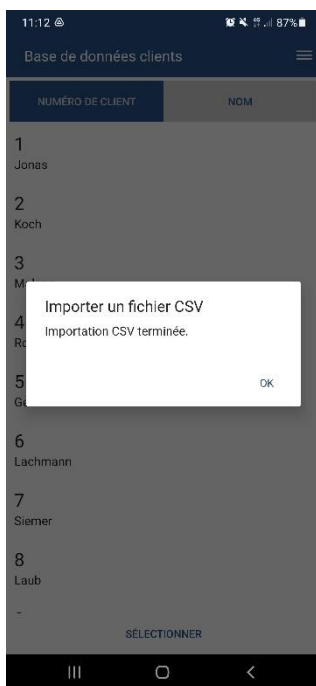 11:12 87%
Base de données clients
NUMÉRO DE CLIENT NOM
1
Jonas
2
Koch
3
Importer un fichier CSV
4
Importation CSV terminée.
5
OK
6
Lachmann
7
Siemer
8
Laub
SÉLECTIONNER